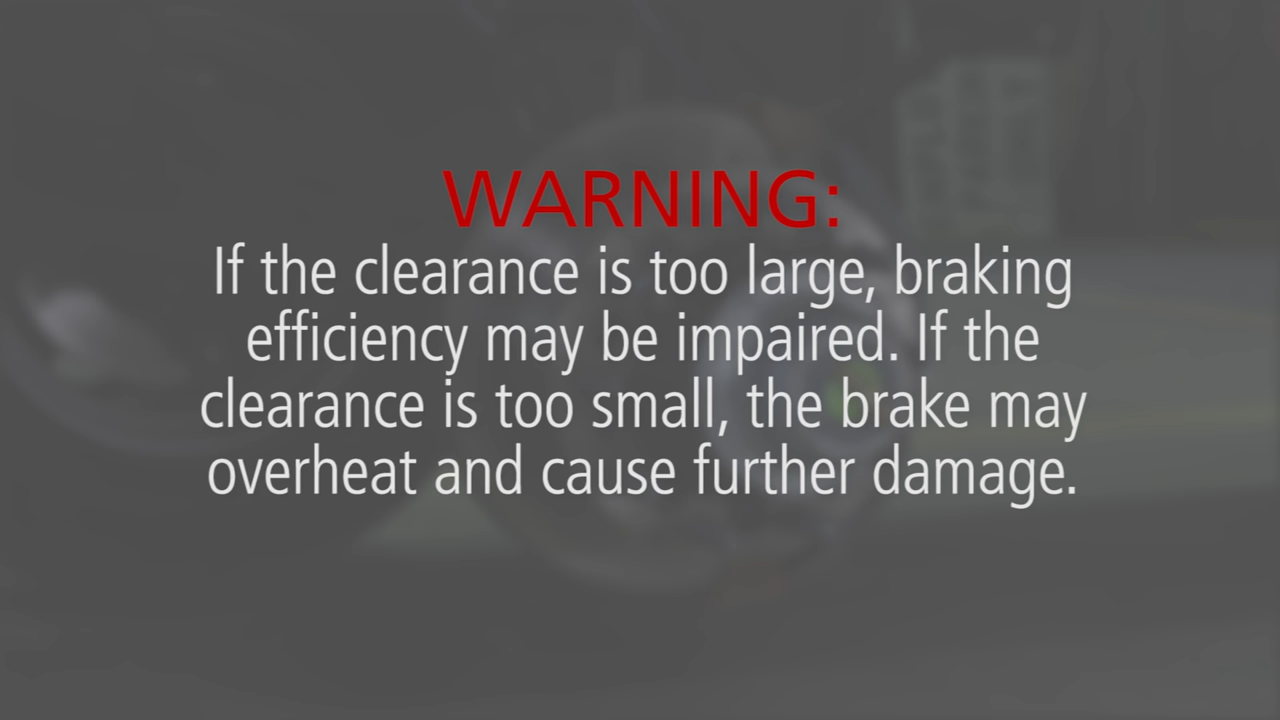 WARNING:
If the clearance is too large, braking
efficiency may be impaired. If the
clearance is too small, the brake may
overheat and cause further damage.